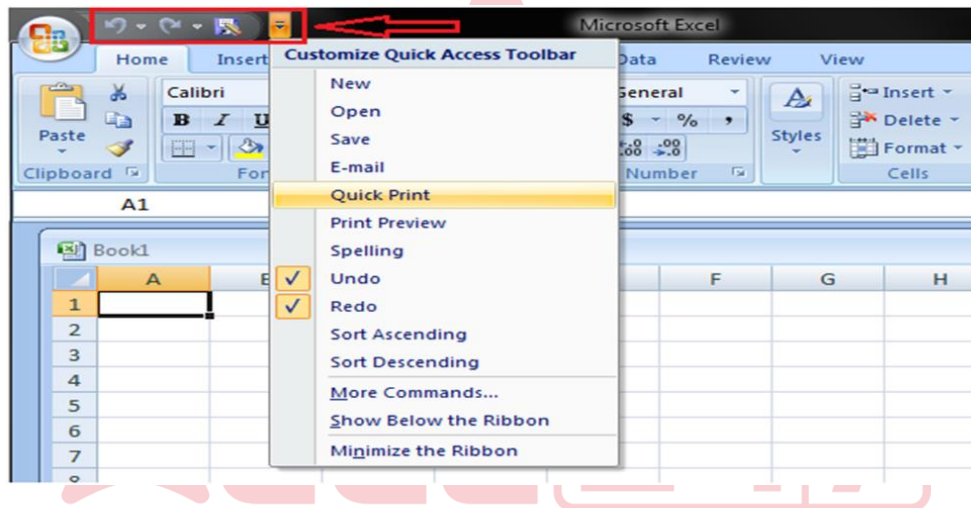 Microsoft Excel
Home Insert Data Review View
Customize Quick Access Toolbar
New
Open
Save
E-mail
Quick Print
Print Preview
Spelling
Undo
Redo
Sort Ascending
Sort Descending
More Commands...
Show Below the Ribbon
Minimize the Ribbon
Paste
Clipboard
Calibri
B I U
For
General
$ % ,
.00
Number
Styles
Insert
Delete
Format
Cells
A1
Book1
A F G H
1
2
3
4
5
6
7